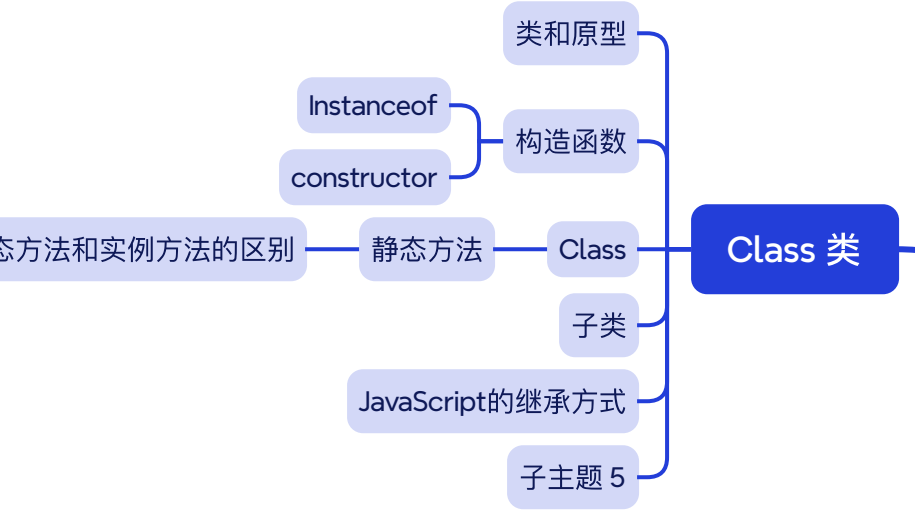 类和原型
Instanceof
构造函数
constructor
态方法和实例方法的区别
静态方法
Class
Class 类
子类
JavaScript的继承方式
子主题 5